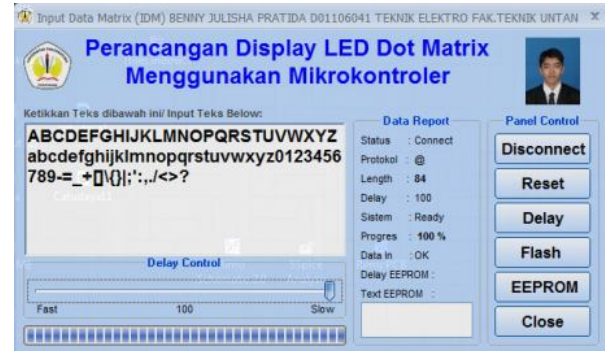 Input Data Matrix (IDM) BENNY JULISHA PRATIDA D01106041 TEKNIK ELEKTRO FAK.TEKNIK UNTAN X
Perancangan Display LED Dot Matrix
Menggunakan Mikrokontroler
Ketikkan Teks dibawah ini/ Input Teks Below:
ABCDEFGHIJKLMNOPQRSTUVWXYZ
abcdefghijklmnopqrstuvwxyz0123456
789-=_+[]\{}|;':,./<>?
Delay Control
Fast 100 Slow
Data Report
Status : Connect
Protokol : @
Length : 84
Delay : 100
Sistem : Ready
Progres : 100 %
Data In : OK
Delay EEPROM :
Text EEPROM :
Panel Control
Disconnect
Reset
Delay
Flash
EEPROM
Close